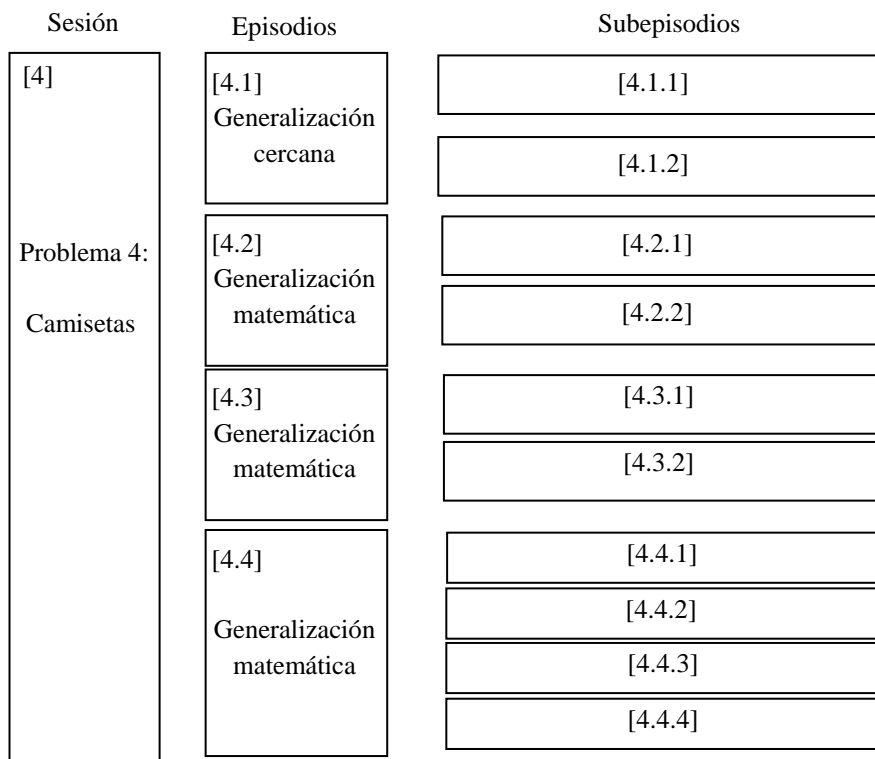 Sesión
Episodios
Subepisodios
[4]
Problema 4:
Camisetas
[4.1]
Generalización
cercana
[4.1.1]
[4.1.2]
[4.2]
Generalización
matemática
[4.2.1]
[4.2.2]
[4.3]
Generalización
matemática
[4.3.1]
[4.3.2]
[4.4]
Generalización
matemática
[4.4.1]
[4.4.2]
[4.4.3]
[4.4.4]